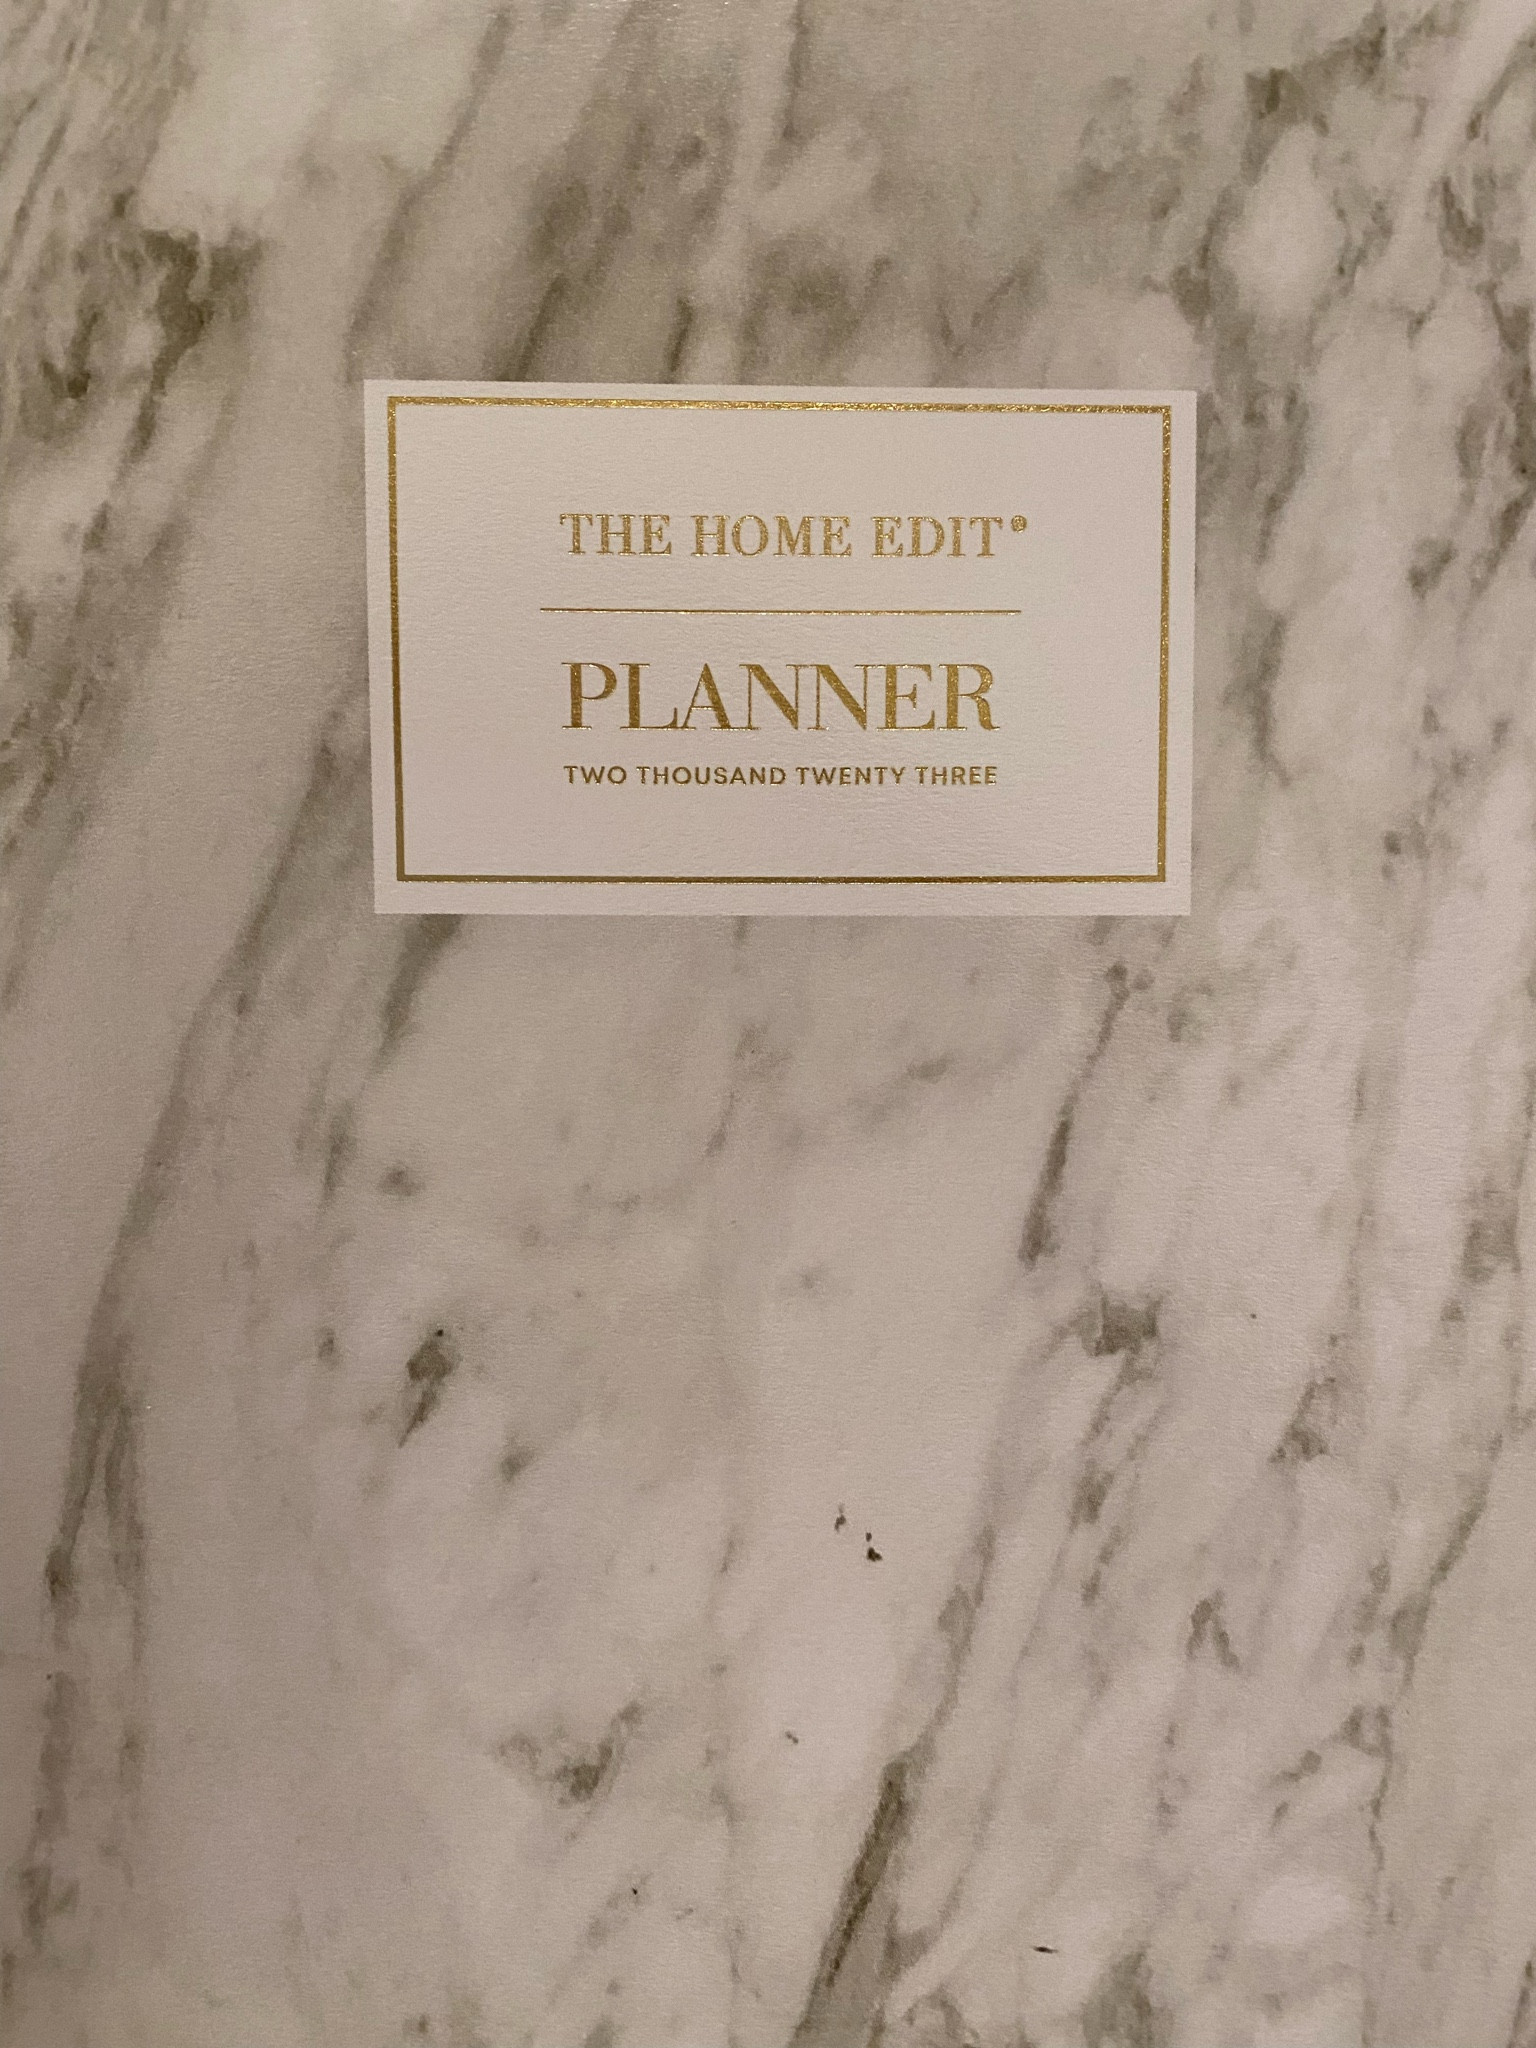 THE HOME EDIT®
PLANNER
TWO THOUSAND TWENTY THREE